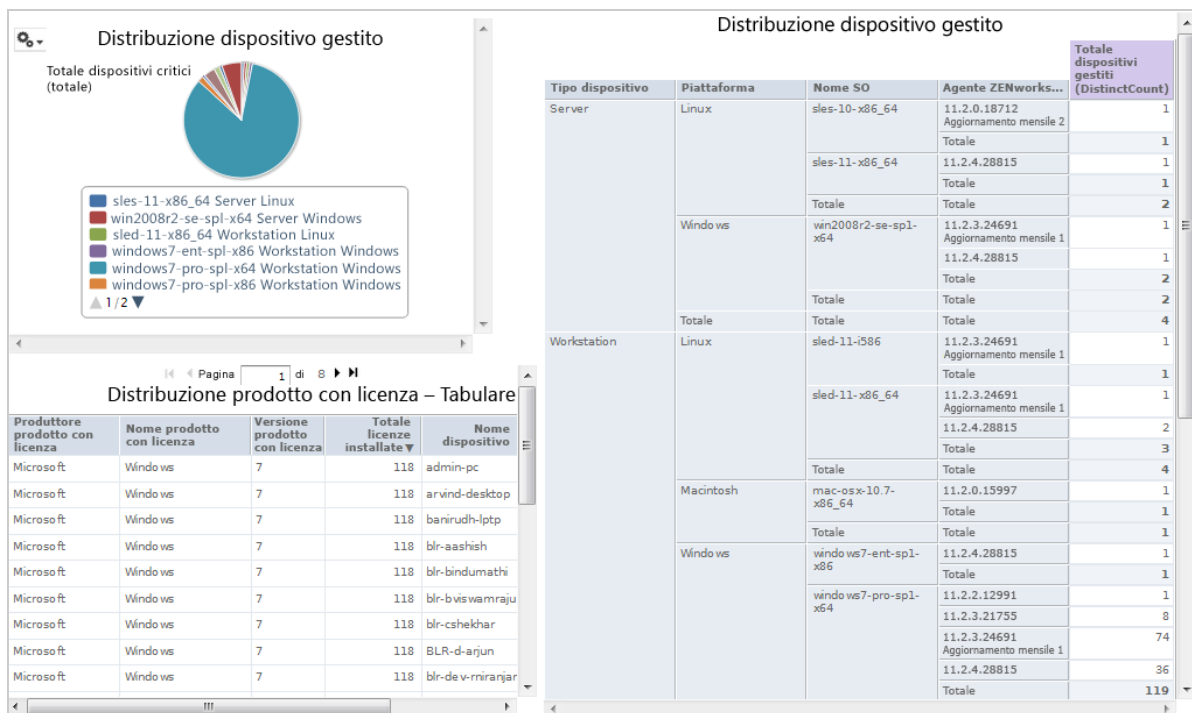 Distribuzione dispositivo gestito
Totale dispositivi critici
(totale)
sles-11-x86_64 Server Linux
win2008r2-se-spl-x64 Server Windows
sled-11-x86_64 Workstation Linux
windows7-ent-spl-x86 Workstation Windows
windows7-pro-spl-x64 Workstation Windows
windows7-pro-spl-x86 Workstation Windows
1/2
Pagina 1 di 8
Distribuzione prodotto con licenza – Tabulare
Produttore prodotto con licenza Nome prodotto con licenza Versione prodotto con licenza Totale licenze installate Nome dispositivo
Microsoft Windows 7 118 admin-pc
Microsoft Windows 7 118 arvind-desktop
Microsoft Windows 7 118 banirudh-lptp
Microsoft Windows 7 118 blr-aashish
Microsoft Windows 7 118 blr-bindumathi
Microsoft Windows 7 118 blr-bviswamraju
Microsoft Windows 7 118 blr-cshekhar
Microsoft Windows 7 118 BLR-d-arjun
Microsoft Windows 7 118 blr-dev-rniranjan
Distribuzione dispositivo gestito
Tipo dispositivo Piattaforma Nome SO Agente ZENworks... Totale dispositivi gestiti (DistinctCount)
Server Linux sles-10-x86_64 11.2.0.18712 1
Aggiornamento mensile 2
Totale 1
sles-11-x86_64 11.2.4.28815 1
Totale 1
Totale Totale 2
Windows win2008r2-se-sp1-x64 11.2.3.24691 1
Aggiornamento mensile 1
11.2.4.28815 1
Totale 2
Totale Totale 2
Totale Totale Totale 4
Workstation Linux sled-11-i586 11.2.3.24691 1
Aggiornamento mensile 1
Totale 1
sled-11-x86_64 11.2.3.24691 1
Aggiornamento mensile 1
11.2.4.28815 2
Totale 3
Totale Totale 4
Macintosh mac-osx-10.7-x86_64 11.2.0.15997 1
Totale 1
Totale Totale 1
Windows windows7-ent-sp1-x86 11.2.4.28815 1
Totale 1
windows7-pro-sp1-x64 11.2.2.12991 1
11.2.3.21755 8
11.2.3.24691 74
Aggiornamento mensile 1
11.2.4.28815 36
Totale 119